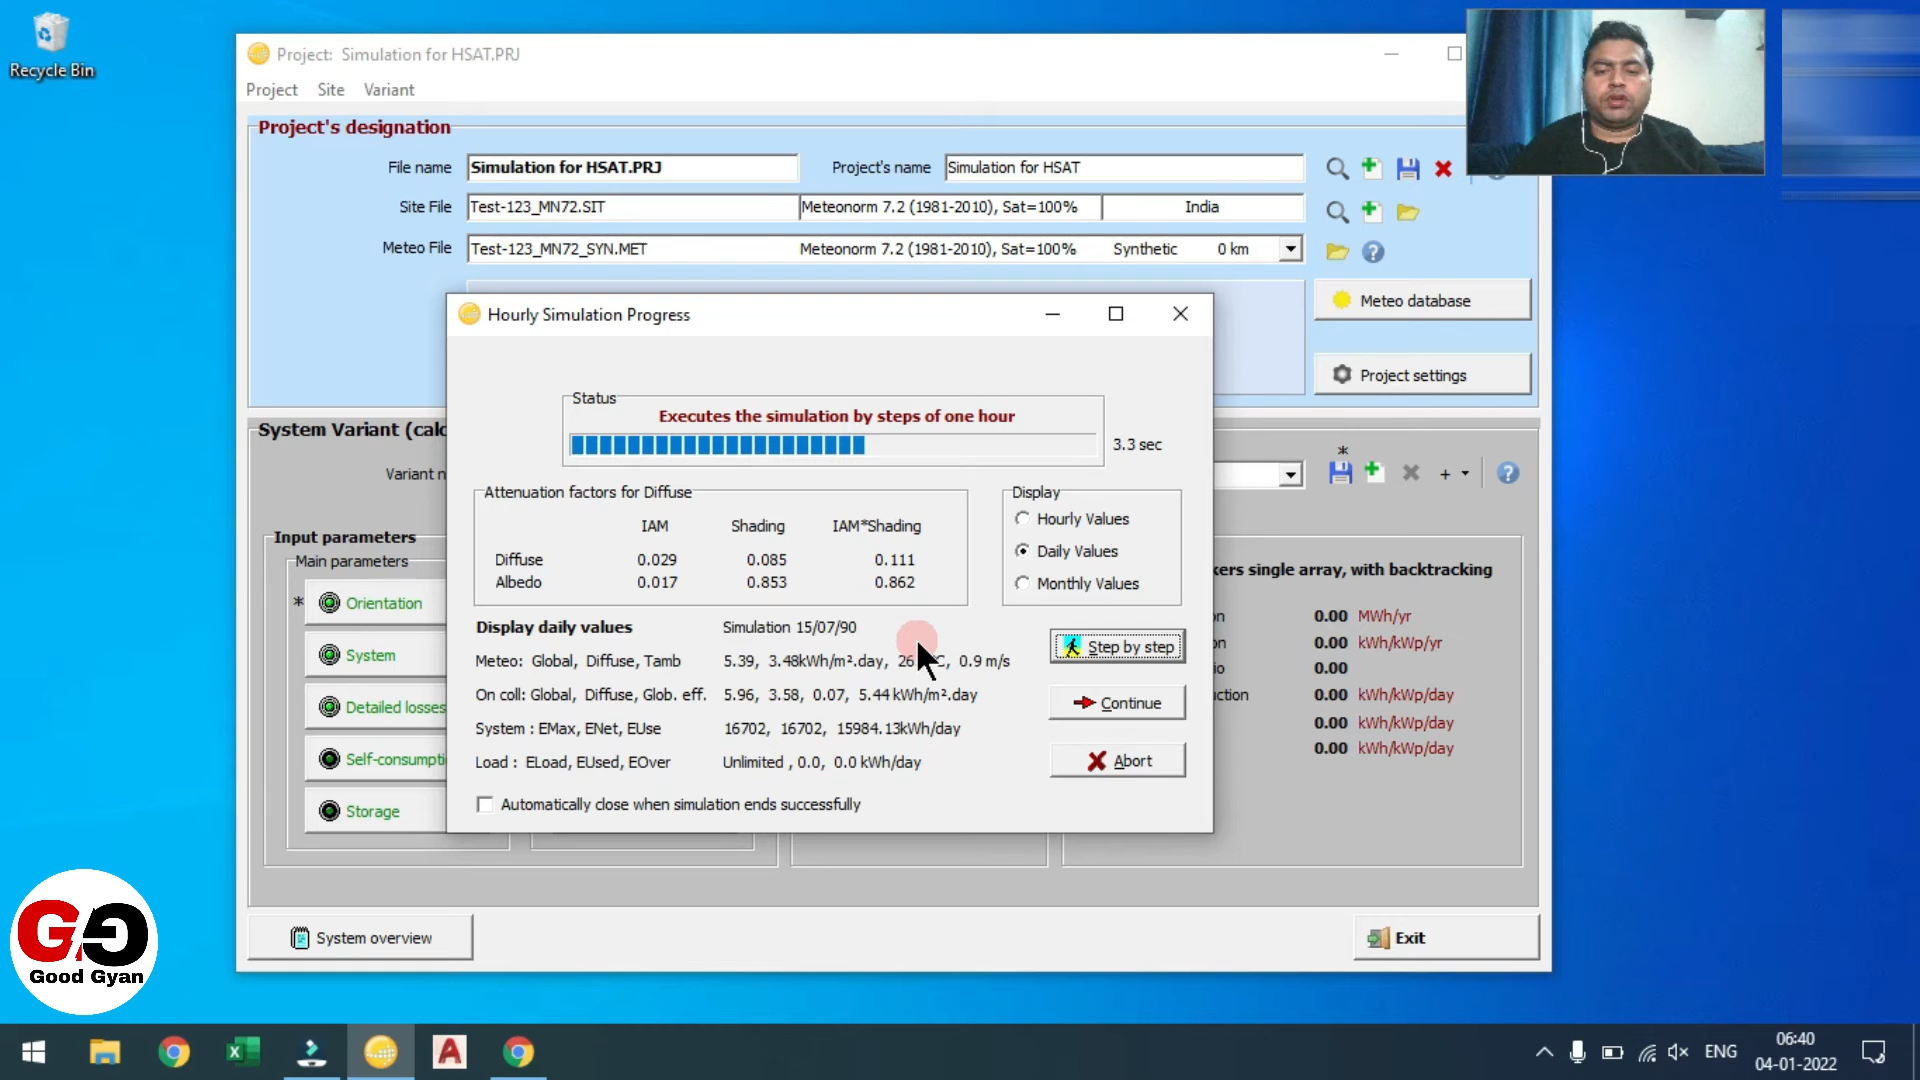 Recycle Bin
Project: Simulation for HSAT.PRJ
Project Site Variant
Project's designation
File name Simulation for HSAT.PRJ Project's name Simulation for HSAT
Site File Test-123_MN72.SIT Meteonorm 7.2 (1981-2010), Sat=100% India
Meteo File Test-123_MN72_SYN.MET Meteonorm 7.2 (1981-2010), Sat=100% Synthetic 0 km
Meteo database
Project settings
Hourly Simulation Progress
Status
Executes the simulation by steps of one hour
3.3 sec
Attenuation factors for Diffuse
IAM Shading IAM*Shading
Diffuse 0.029 0.085 0.111
Albedo 0.017 0.853 0.862
Display
Hourly Values
Daily Values
Monthly Values
Display daily values Simulation 15/07/90
Meteo: Global, Diffuse, Tamb 5.39, 3.48kWh/m².day, 0.9 m/s
On coll: Global, Diffuse, Glob. eff. 5.96, 3.58, 0.07, 5.44 kWh/m².day
System : EMax, ENet, EUse 16702, 16702, 15984.13kWh/day
Load : ELoad, EUsed, EOver Unlimited , 0.0, 0.0 kWh/day
Automatically close when simulation ends successfully
Step by step
Continue
Abort
System Variant (calc
Variant n
*
+
Input parameters
Main parameters
* Orientation
System
Detailed losses
Self-consumpti
Storage
kers single array, with backtracking
on 0.00 MWh/yr
on 0.00 kWh/kWp/yr
io 0.00
uction 0.00 kWh/kWp/day
0.00 kWh/kWp/day
0.00 kWh/kWp/day
System overview
Exit
GG
Good Gyan
ENG
06:40
04-01-2022